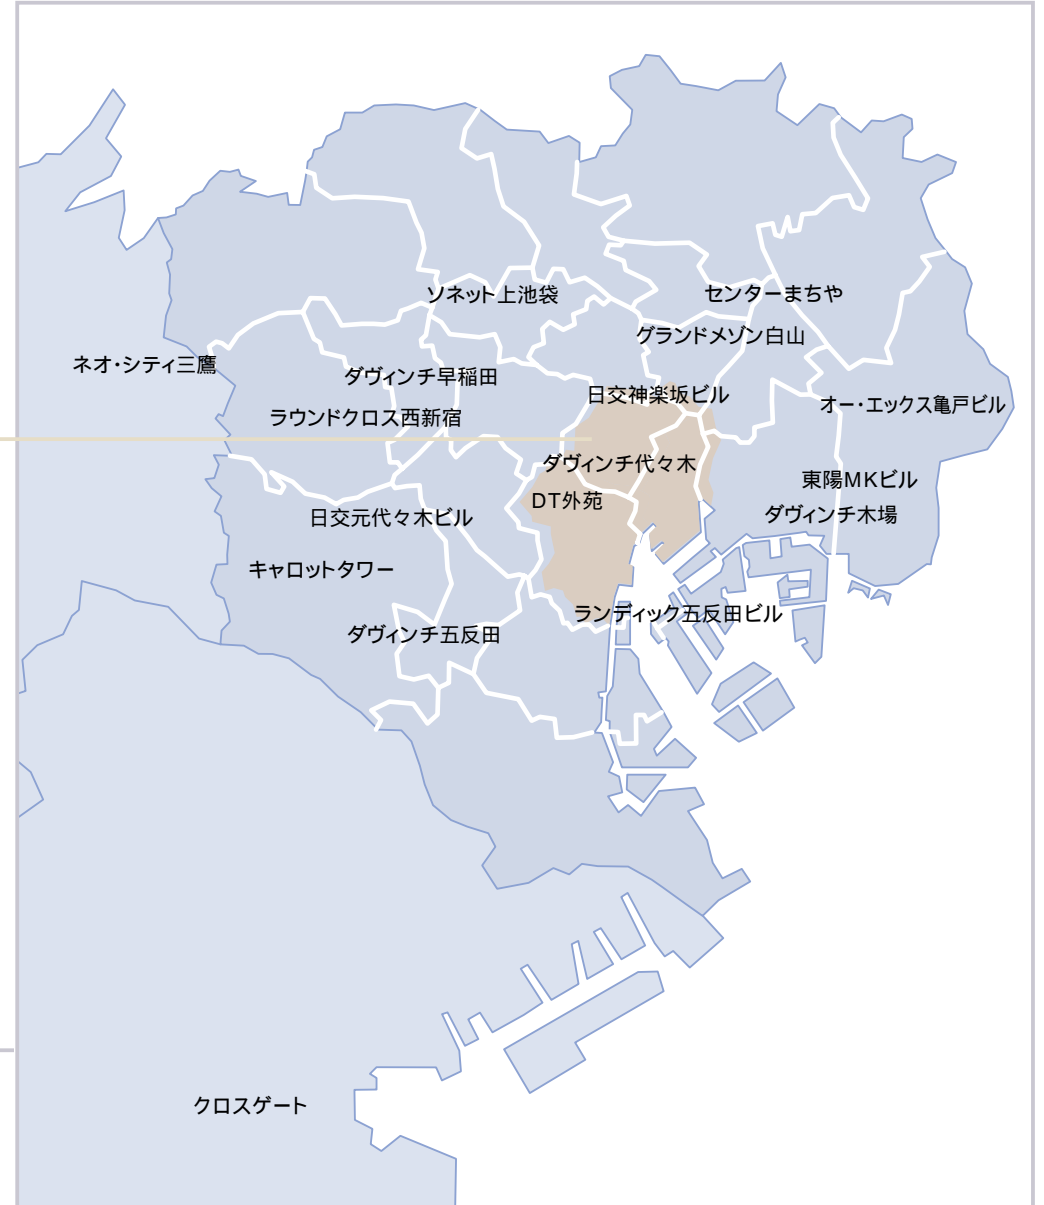 ソネット上池袋
センターまちや
グランドメゾン白山
ネオ・シティ三鷹
ダヴィンチ早稲田
日交神楽坂ビル
オー・エックス亀戸ビル
ラウンドクロス西新宿
ダヴィンチ代々木
東陽MKビル
DT外苑
ダヴィンチ木場
日交元代々木ビル
キャロットタワー
ランディック五反田ビル
ダヴィンチ五反田
クロスゲート